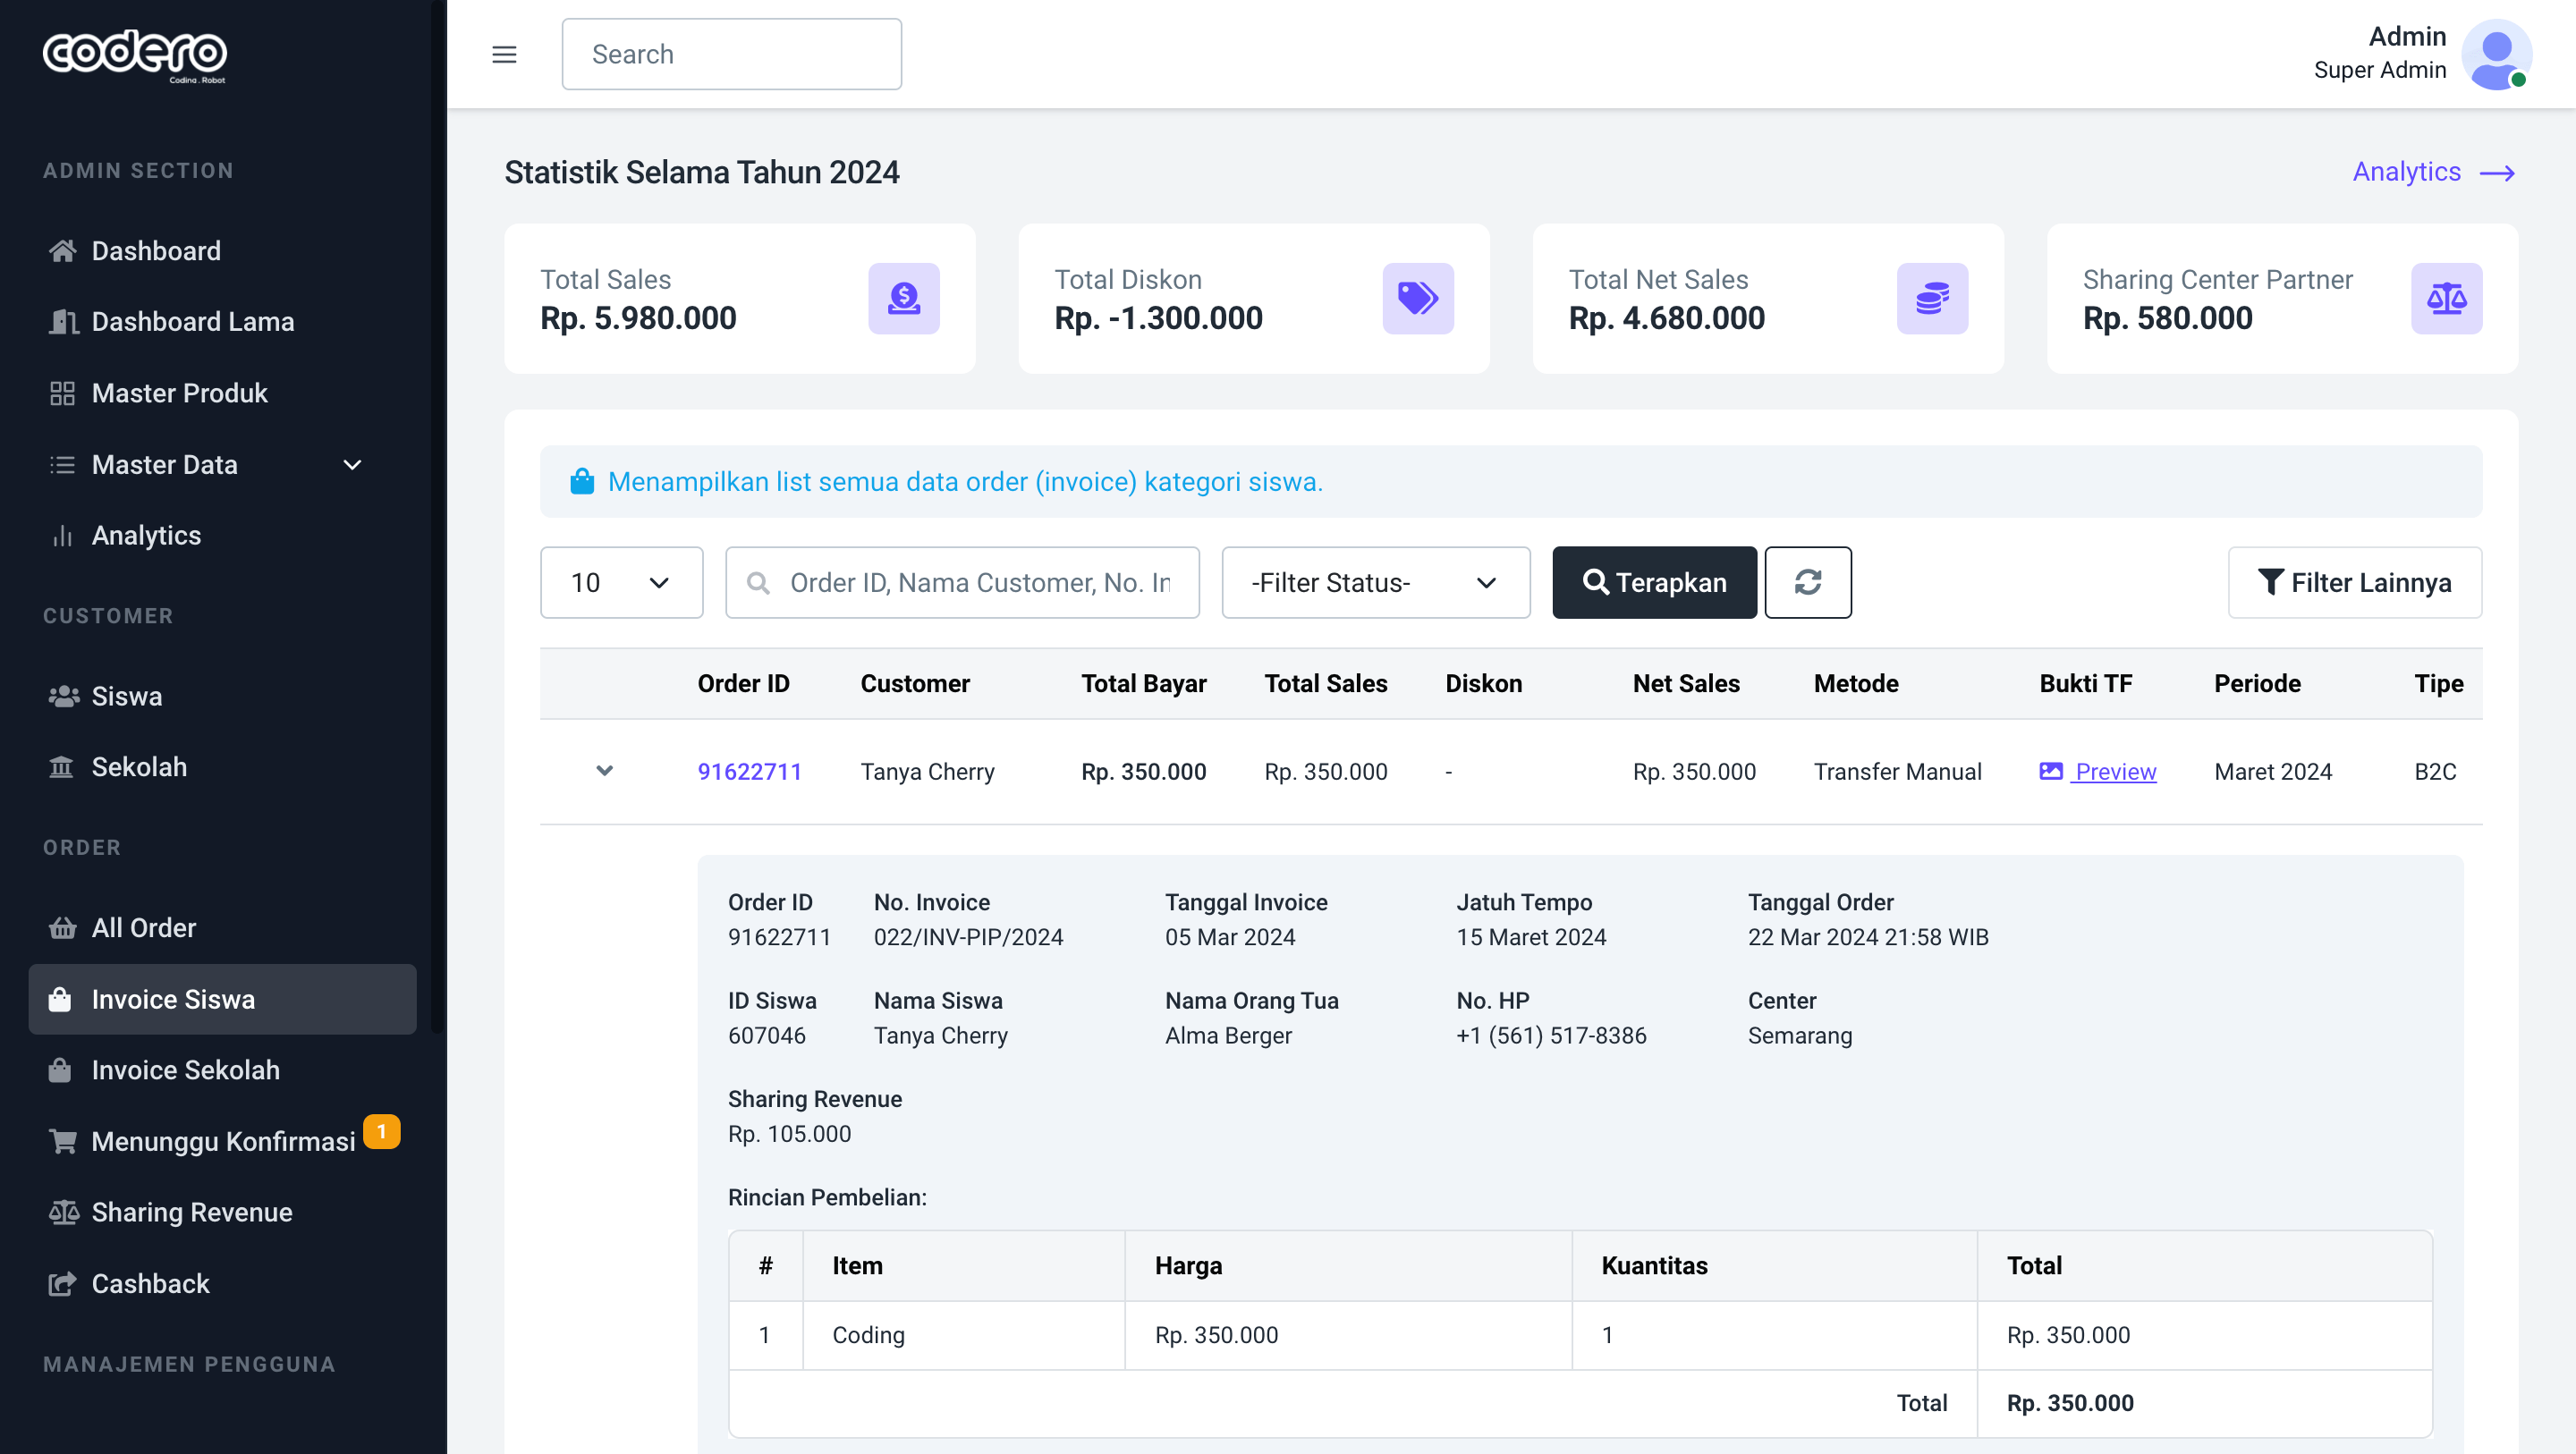 codero
Coding . Robot
Search
Admin
Super Admin
ADMIN SECTION
Dashboard
Dashboard Lama
Master Produk
Master Data
Analytics
CUSTOMER
Siswa
Sekolah
ORDER
All Order
Invoice Siswa
Invoice Sekolah
Menunggu Konfirmasi 1
Sharing Revenue
Cashback
MANAJEMEN PENGGUNA
Statistik Selama Tahun 2024
Analytics →
Total Sales
Rp. 5.980.000
Total Diskon
Rp. -1.300.000
Total Net Sales
Rp. 4.680.000
Sharing Center Partner
Rp. 580.000
Menampilkan list semua data order (invoice) kategori siswa.
10 Order ID, Nama Customer, No. In -Filter Status- Terapkan Filter Lainnya
Order ID Customer Total Bayar Total Sales Diskon Net Sales Metode Bukti TF Periode Tipe
91622711 Tanya Cherry Rp. 350.000 Rp. 350.000 - Rp. 350.000 Transfer Manual Preview Maret 2024 B2C
Order ID No. Invoice Tanggal Invoice Jatuh Tempo Tanggal Order
91622711 022/INV-PIP/2024 05 Mar 2024 15 Maret 2024 22 Mar 2024 21:58 WIB
ID Siswa Nama Siswa Nama Orang Tua No. HP Center
607046 Tanya Cherry Alma Berger +1 (561) 517-8386 Semarang
Sharing Revenue
Rp. 105.000
Rincian Pembelian:
# Item Harga Kuantitas Total
1 Coding Rp. 350.000 1 Rp. 350.000
Total Rp. 350.000